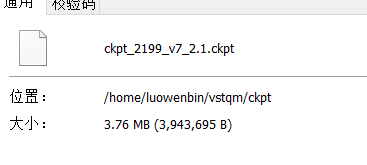 通用 校验码
ckpt_2199_v7_2.1.ckpt
位置： /home/luowenbin/vstqm/ckpt
大小： 3.76 MB (3,943,695 B)